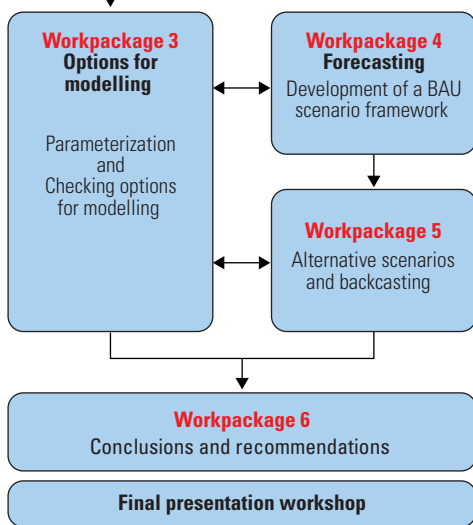 Workpackage 3
Options for
modelling
Parameterization
and
Checking options
for modelling
Workpackage 4
Forecasting
Development of a BAU
scenario framework
Workpackage 5
Alternative scenarios
and backcasting
Workpackage 6
Conclusions and recommendations
Final presentation workshop